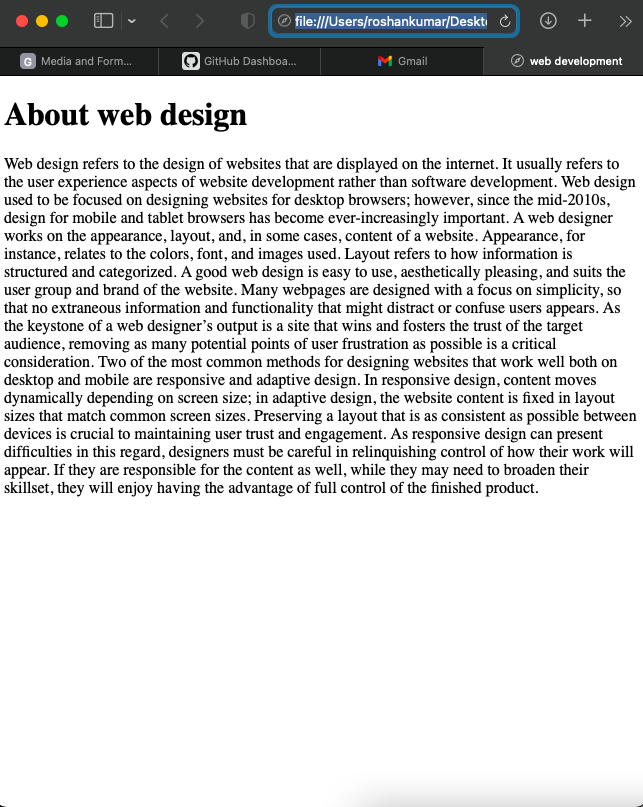 file:///Users/roshankumar/Deskt
G Media and Form...
GitHub Dashboa...
Gmail
web development
About web design
Web design refers to the design of websites that are displayed on the internet. It usually refers to
the user experience aspects of website development rather than software development. Web design
used to be focused on designing websites for desktop browsers; however, since the mid-2010s,
design for mobile and tablet browsers has become ever-increasingly important. A web designer
works on the appearance, layout, and, in some cases, content of a website. Appearance, for
instance, relates to the colors, font, and images used. Layout refers to how information is
structured and categorized. A good web design is easy to use, aesthetically pleasing, and suits the
user group and brand of the website. Many webpages are designed with a focus on simplicity, so
that no extraneous information and functionality that might distract or confuse users appears. As
the keystone of a web designer’s output is a site that wins and fosters the trust of the target
audience, removing as many potential points of user frustration as possible is a critical
consideration. Two of the most common methods for designing websites that work well both on
desktop and mobile are responsive and adaptive design. In responsive design, content moves
dynamically depending on screen size; in adaptive design, the website content is fixed in layout
sizes that match common screen sizes. Preserving a layout that is as consistent as possible between
devices is crucial to maintaining user trust and engagement. As responsive design can present
difficulties in this regard, designers must be careful in relinquishing control of how their work will
appear. If they are responsible for the content as well, while they may need to broaden their
skillset, they will enjoy having the advantage of full control of the finished product.